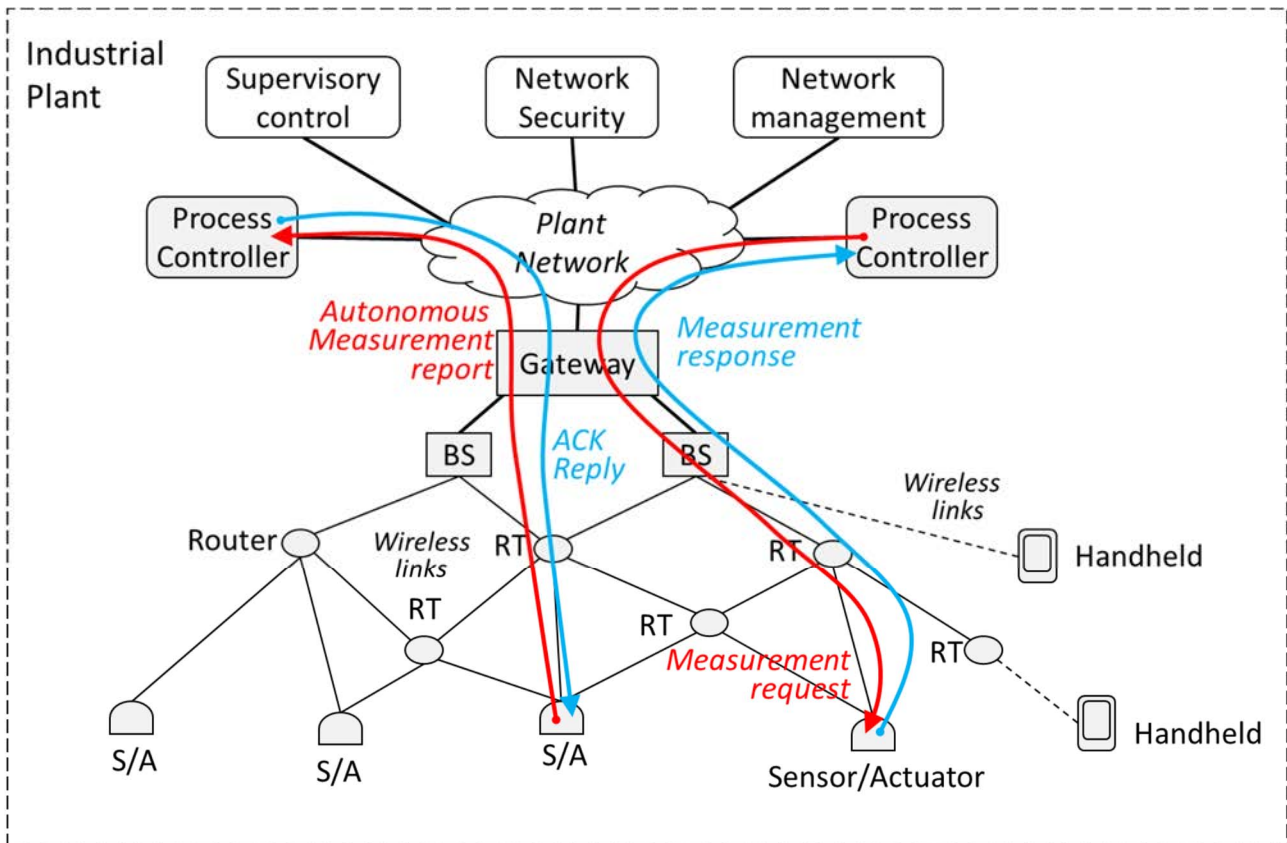 Industrial
Plant
Supervisory
control
Network
Security
Network
management
Process
Controller
Plant
Network
Process
Controller
Autonomous
Measurement
report
Measurement
response
Gateway
BS
ACK
Reply
BS
Wireless
links
Router
Wireless
links
RT
RT
Handheld
RT
RT
RT
Measurement
request
Handheld
S/A
S/A
S/A
Sensor/Actuator